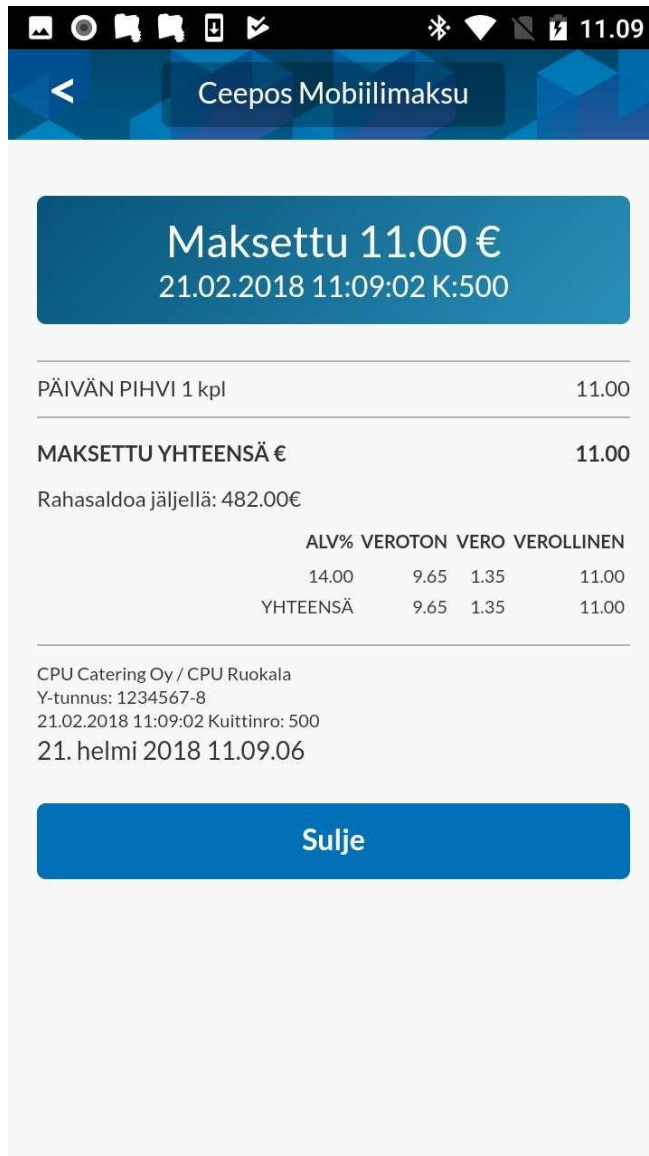 11.09
< Ceepos Mobiilimaksu
Maksettu 11.00 €
21.02.2018 11:09:02 K:500
PÄIVÄN PIHVI 1 kpl 11.00
MAKSETTU YHTEENSÄ € 11.00
Rahasaldoa jäljellä: 482.00€
ALV% VEROTON VERO VEROLLINEN
14.00 9.65 1.35 11.00
YHTEENSÄ 9.65 1.35 11.00
CPU Catering Oy / CPU Ruokala
Y-tunnus: 1234567-8
21.02.2018 11:09:02 Kuittinro: 500
21. helmi 2018 11.09.06
Sulje